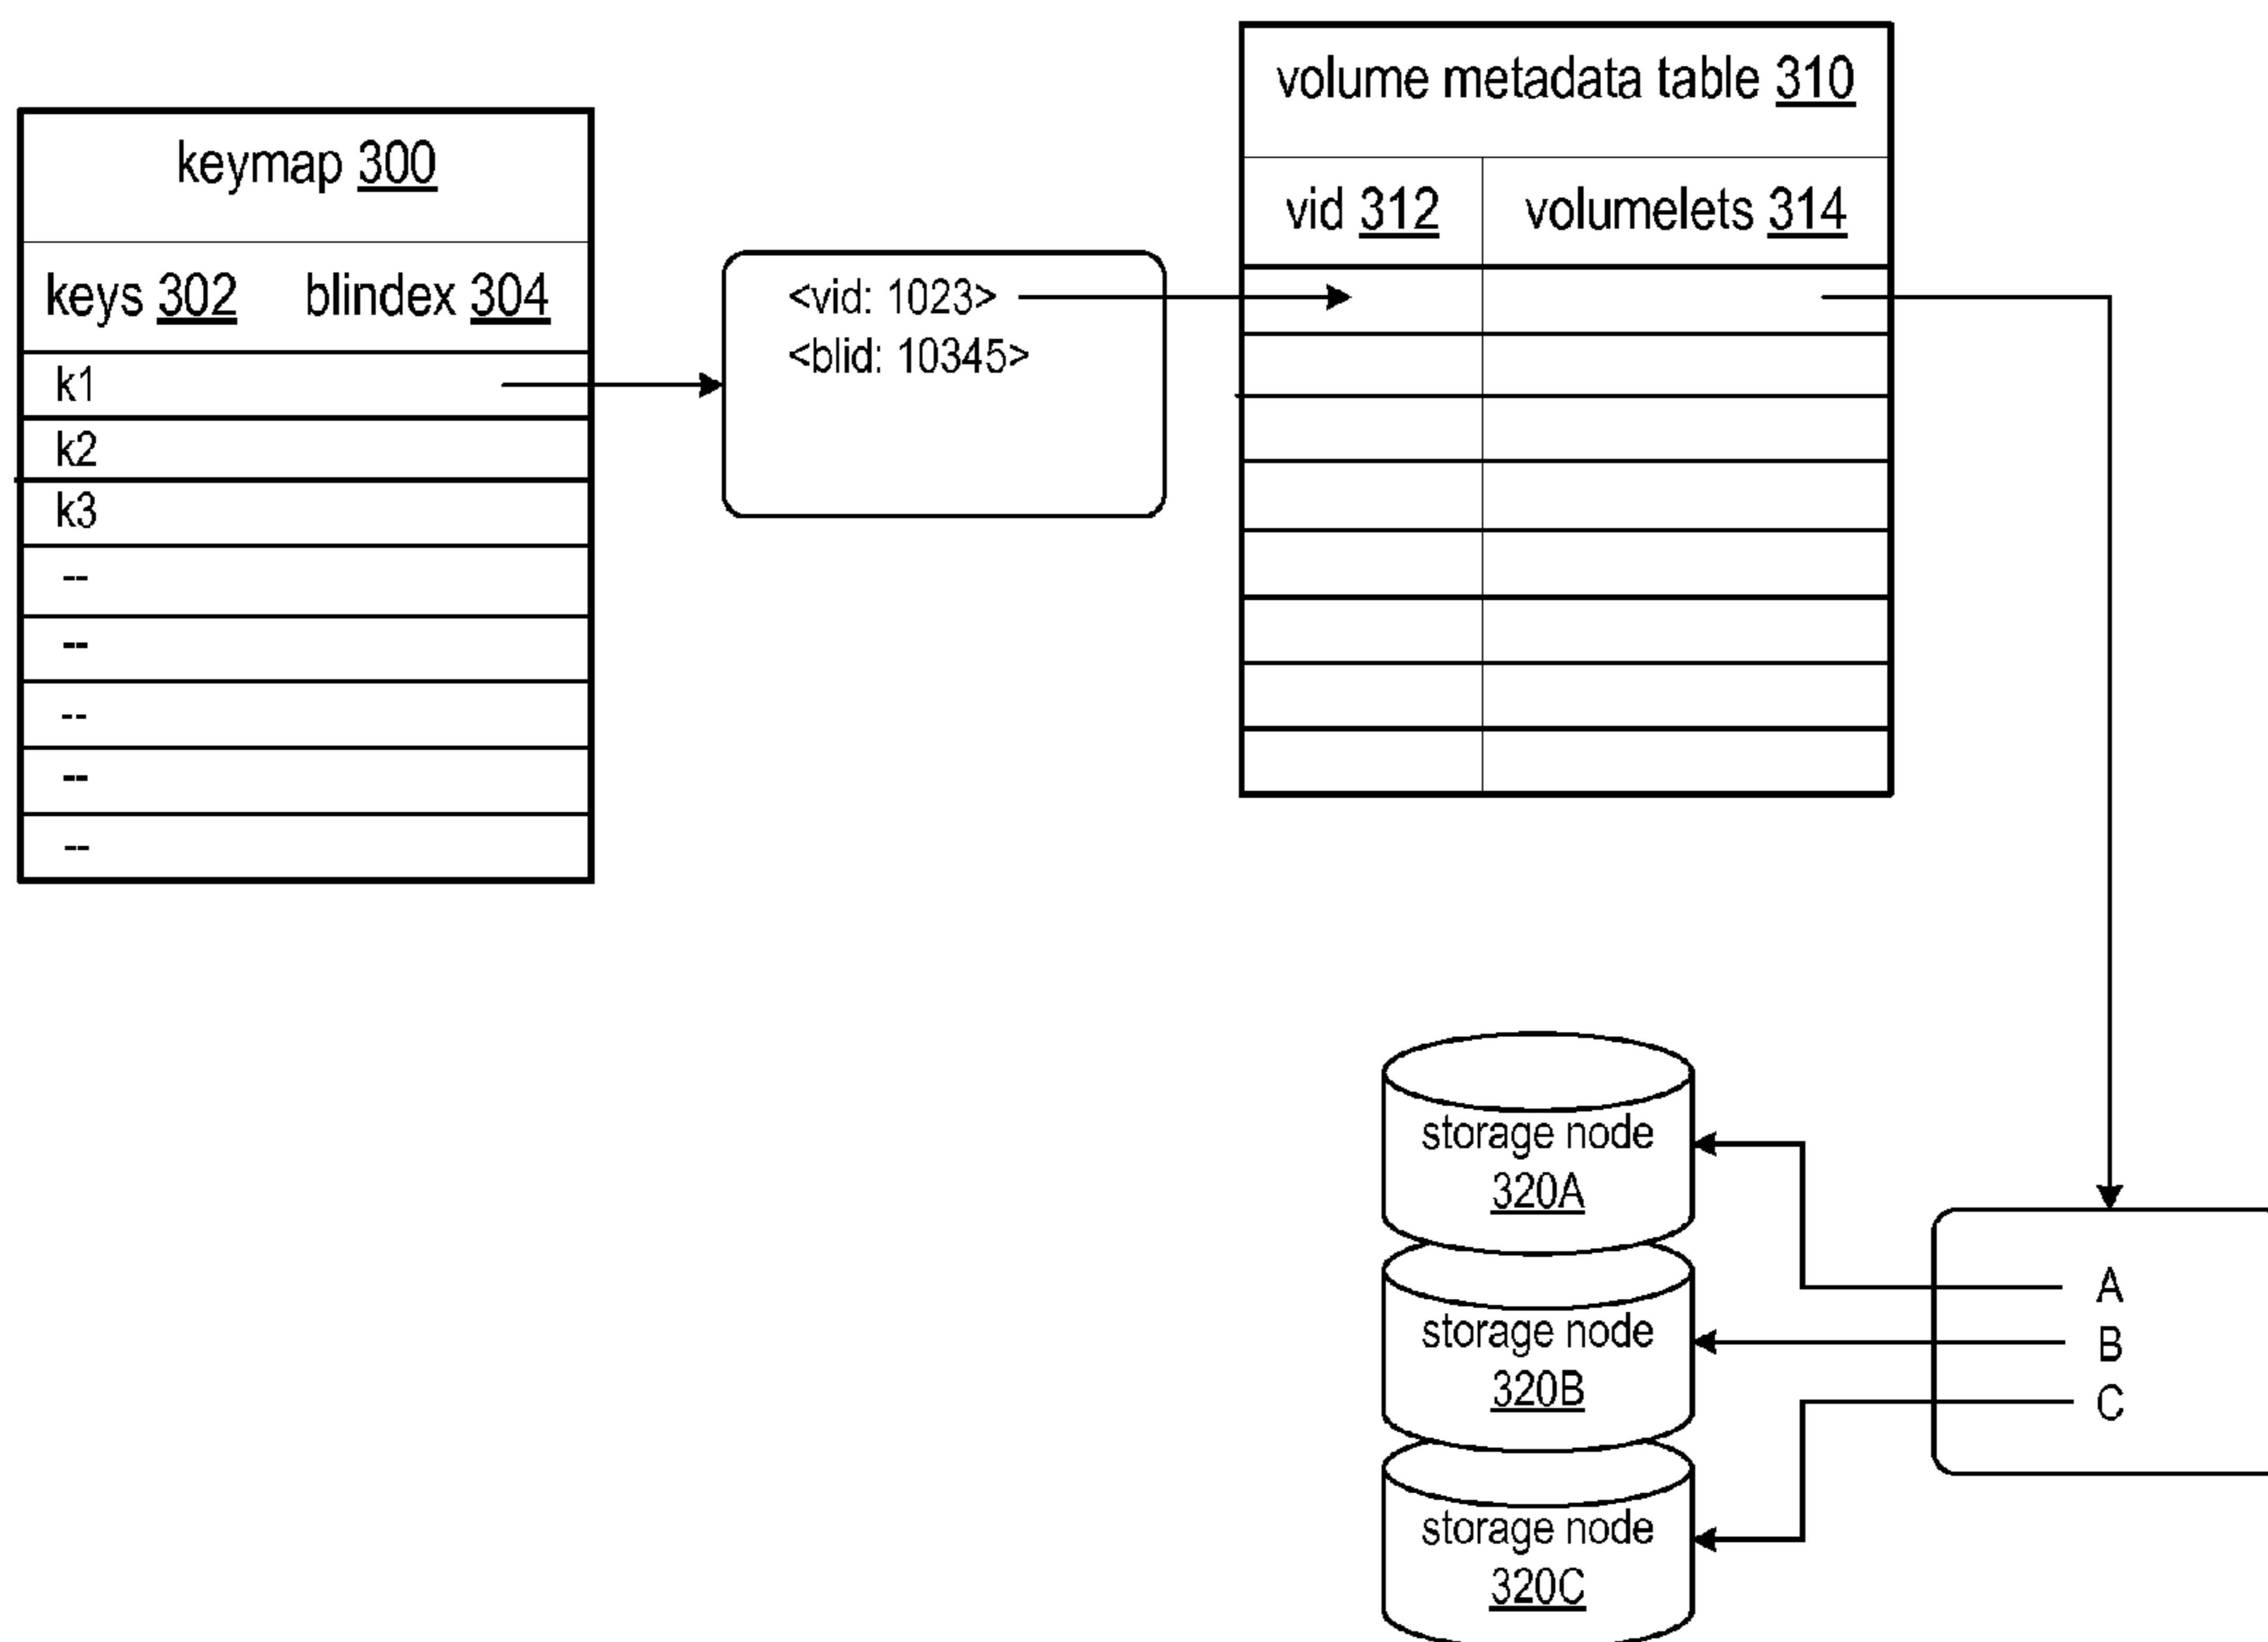 keymap 300
keys 302 blindex 304
k1
k2
k3
--
--
--
--
--
<vid: 1023>
<blid: 10345>
volume metadata table 310
vid 312 volumelets 314
storage node
320A
storage node
320B
storage node
320C
A
B
C